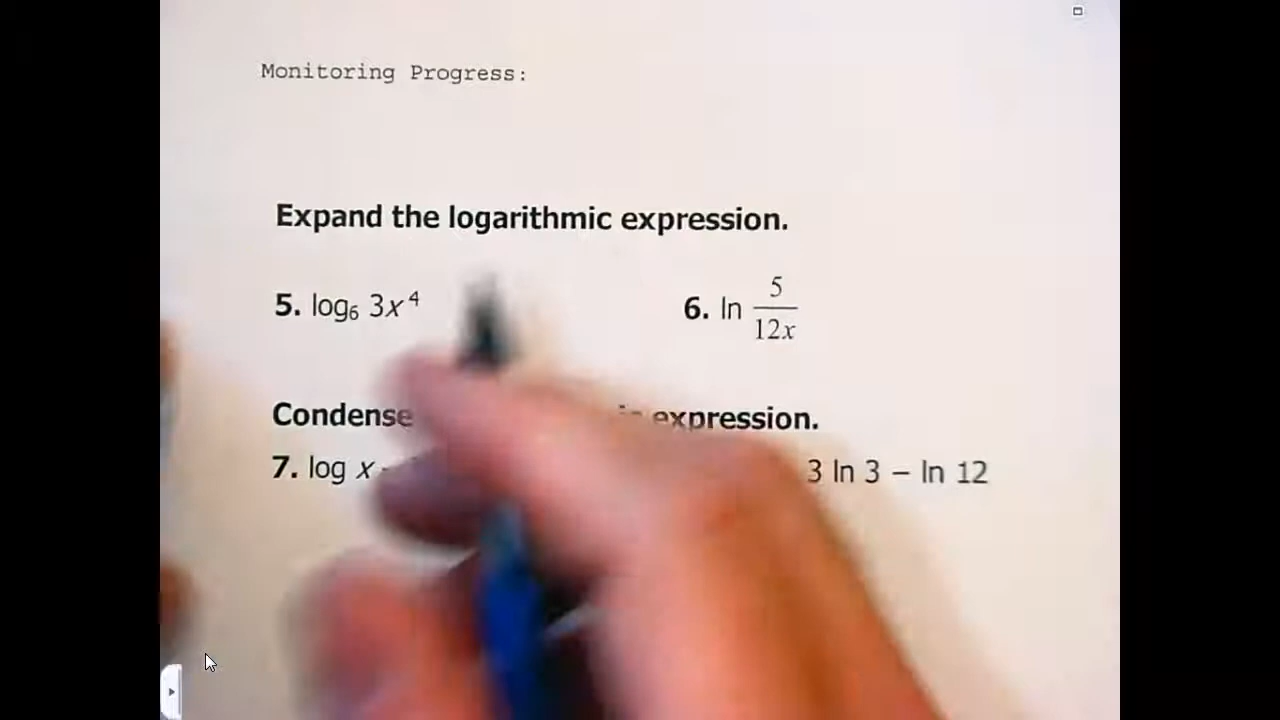 Monitoring Progress:
Expand the logarithmic expression.
5. log₆ 3x⁴
6. ln 5/12x
Condense expression.
7. log x
3 ln 3 – ln 12